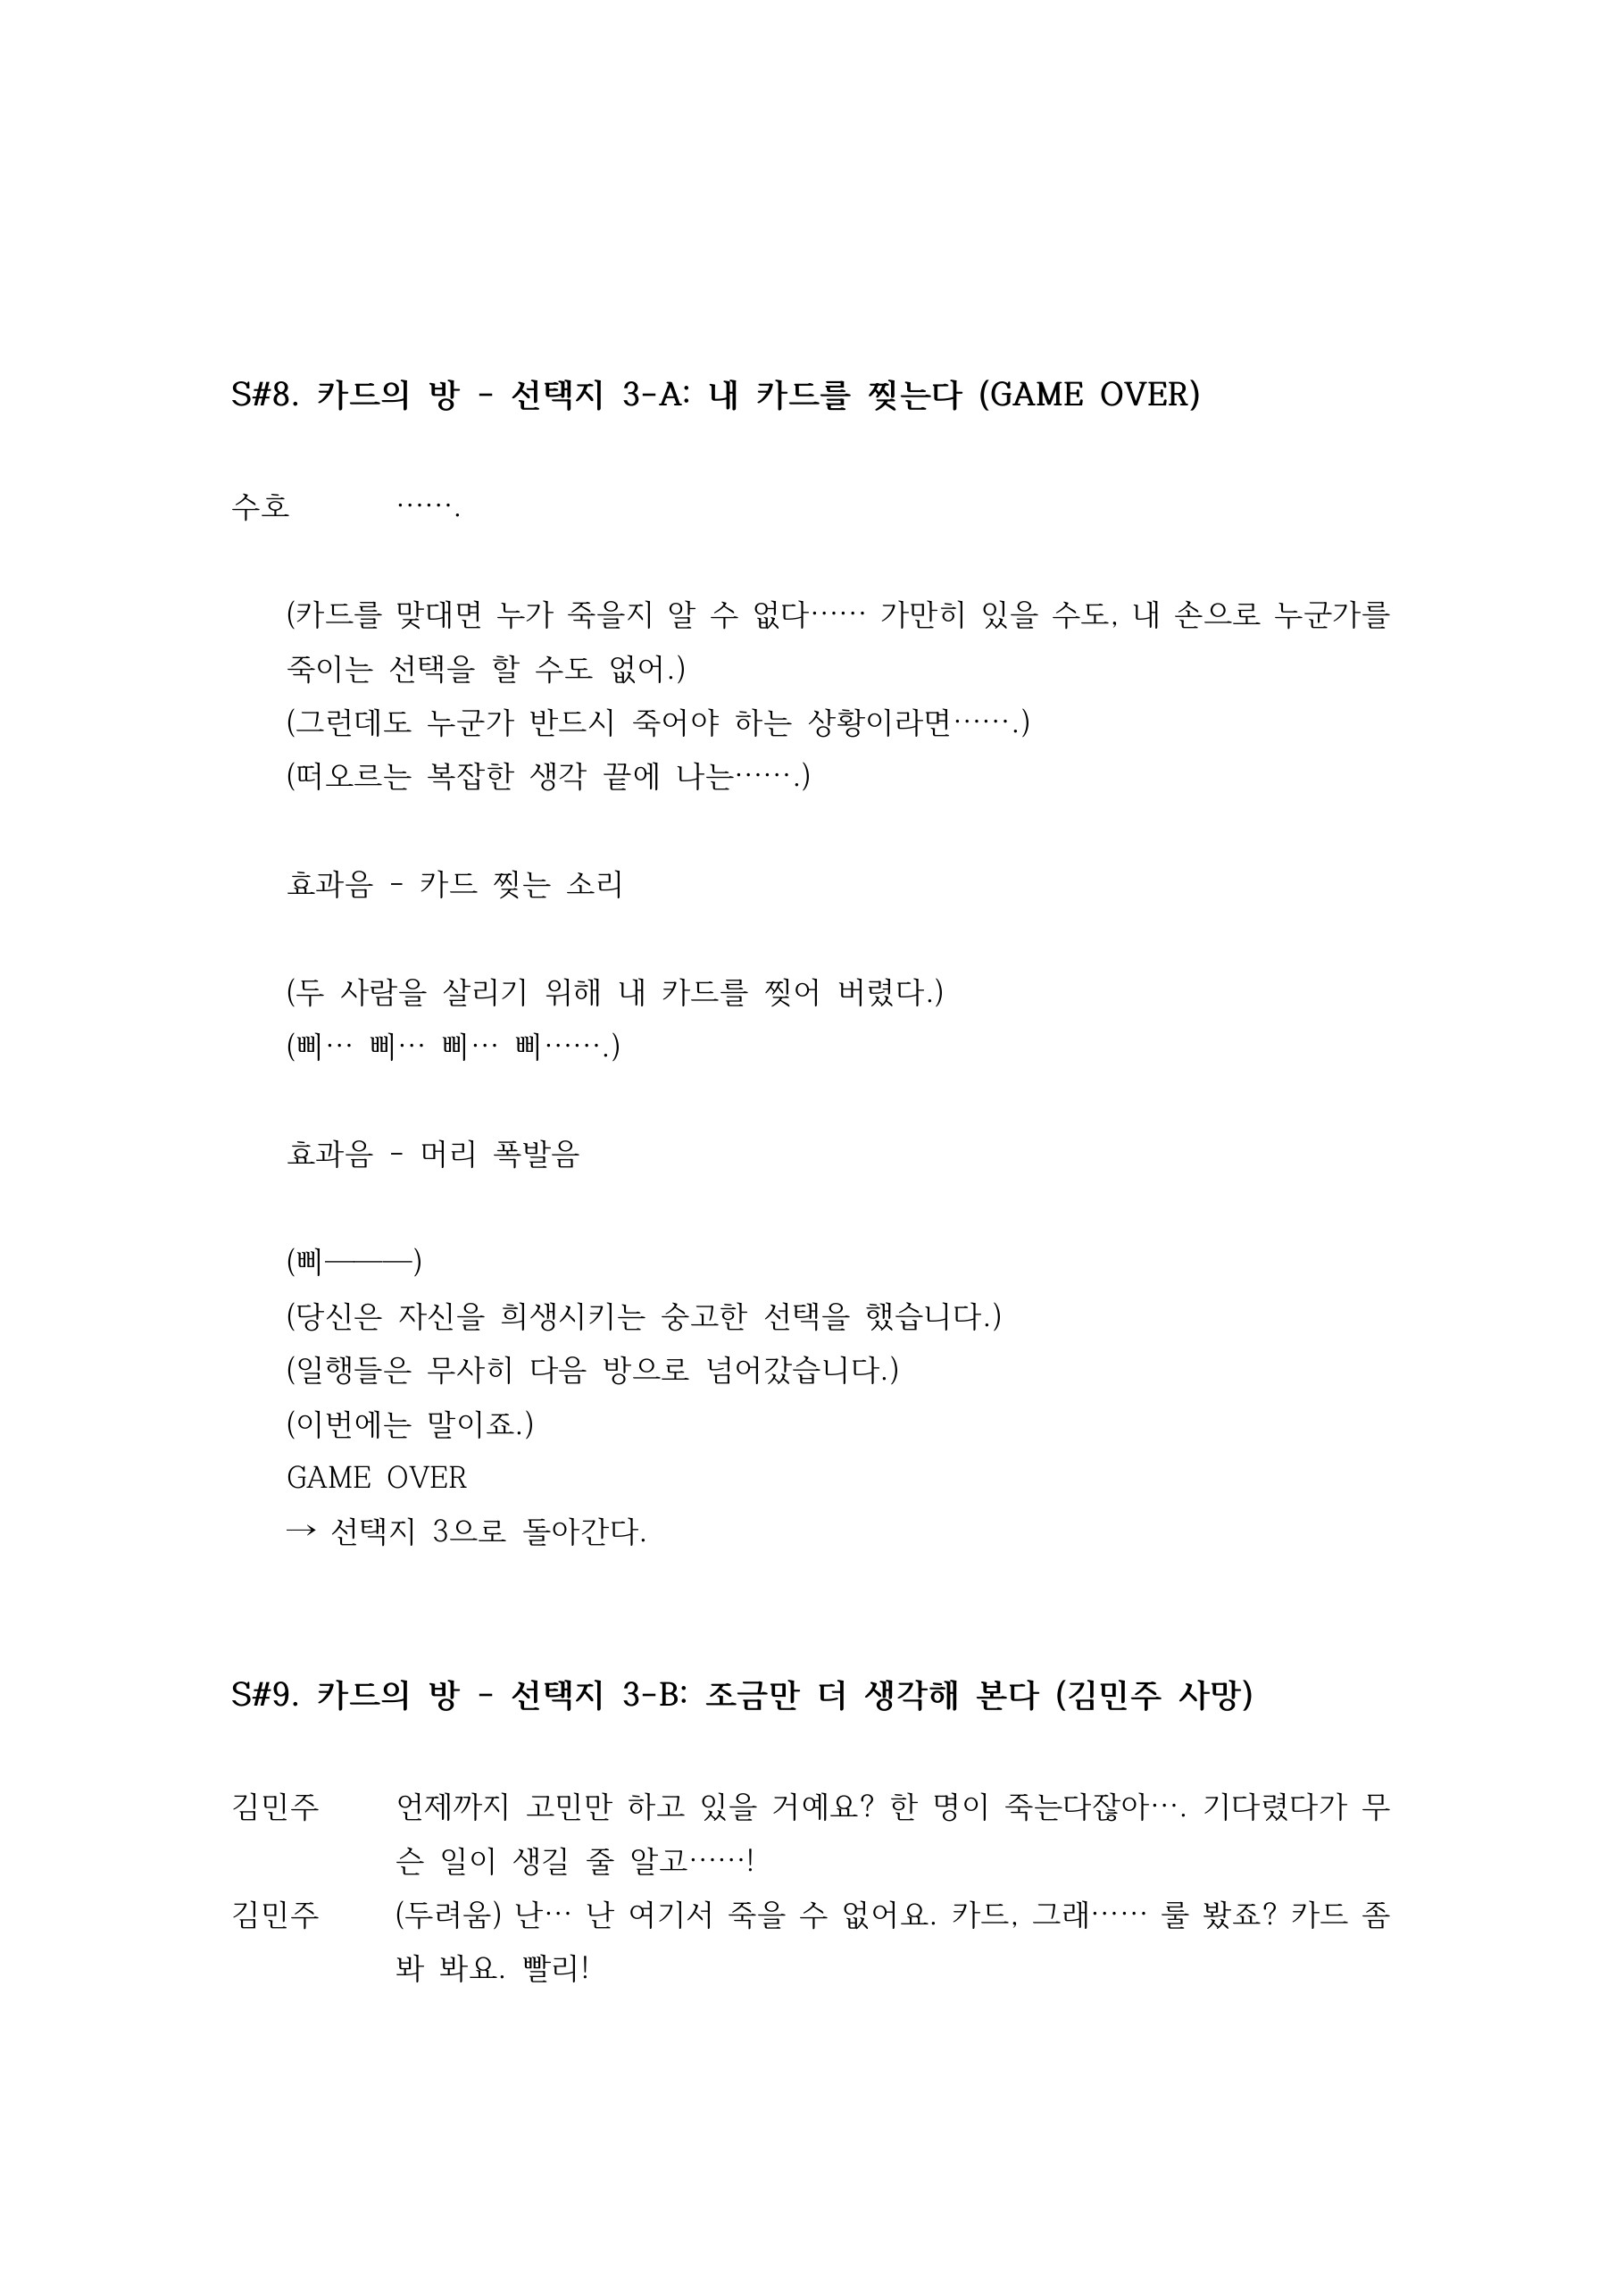 S#8. 카드의 방 - 선택지 3-A: 내 카드를 찢는다 (GAME OVER)
수호 …….
(카드를 맞대면 누가 죽을지 알 수 없다…… 가만히 있을 수도, 내 손으로 누군가를
죽이는 선택을 할 수도 없어.)
(그런데도 누군가 반드시 죽어야 하는 상황이라면…….)
(떠오르는 복잡한 생각 끝에 나는…….)
효과음 - 카드 찢는 소리
(두 사람을 살리기 위해 내 카드를 찢어 버렸다.)
(삐… 삐… 삐… 삐…….)
효과음 - 머리 폭발음
(삐―――)
(당신은 자신을 희생시키는 숭고한 선택을 했습니다.)
(일행들은 무사히 다음 방으로 넘어갔습니다.)
(이번에는 말이죠.)
GAME OVER
→ 선택지 3으로 돌아간다.
S#9. 카드의 방 - 선택지 3-B: 조금만 더 생각해 본다 (김민주 사망)
김민주 언제까지 고민만 하고 있을 거예요? 한 명이 죽는다잖아…. 기다렸다가 무
슨 일이 생길 줄 알고……!
김민주 (두려움) 난… 난 여기서 죽을 수 없어요. 카드, 그래…… 룰 봤죠? 카드 좀
봐 봐요. 빨리!